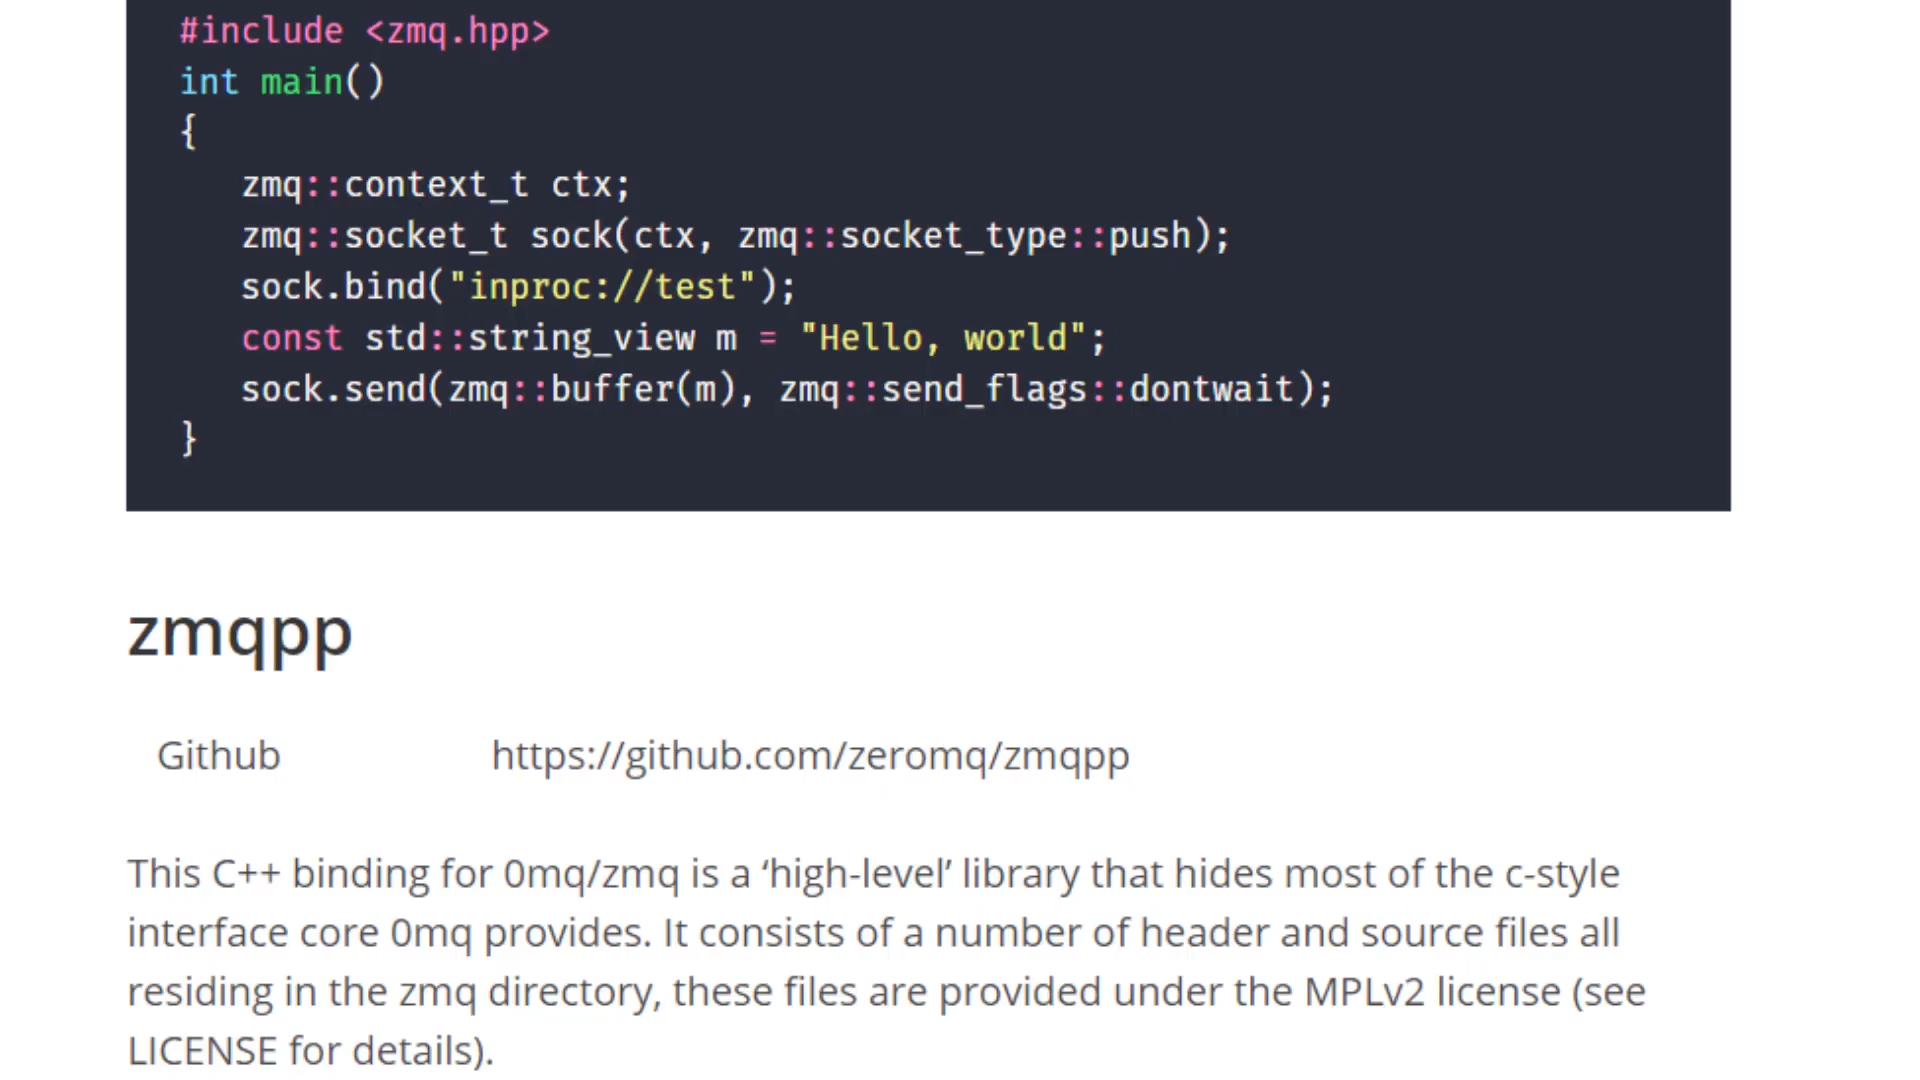 #include <zmq.hpp>
int main()
{
   zmq::context_t ctx;
   zmq::socket_t sock(ctx, zmq::socket_type::push);
   sock.bind("inproc://test");
   const std::string_view m = "Hello, world";
   sock.send(zmq::buffer(m), zmq::send_flags::dontwait);
}
zmqpp
Github https://github.com/zeromq/zmqpp
This C++ binding for 0mq/zmq is a ‘high-level’ library that hides most of the c-style
interface core 0mq provides. It consists of a number of header and source files all
residing in the zmq directory, these files are provided under the MPLv2 license (see
LICENSE for details).